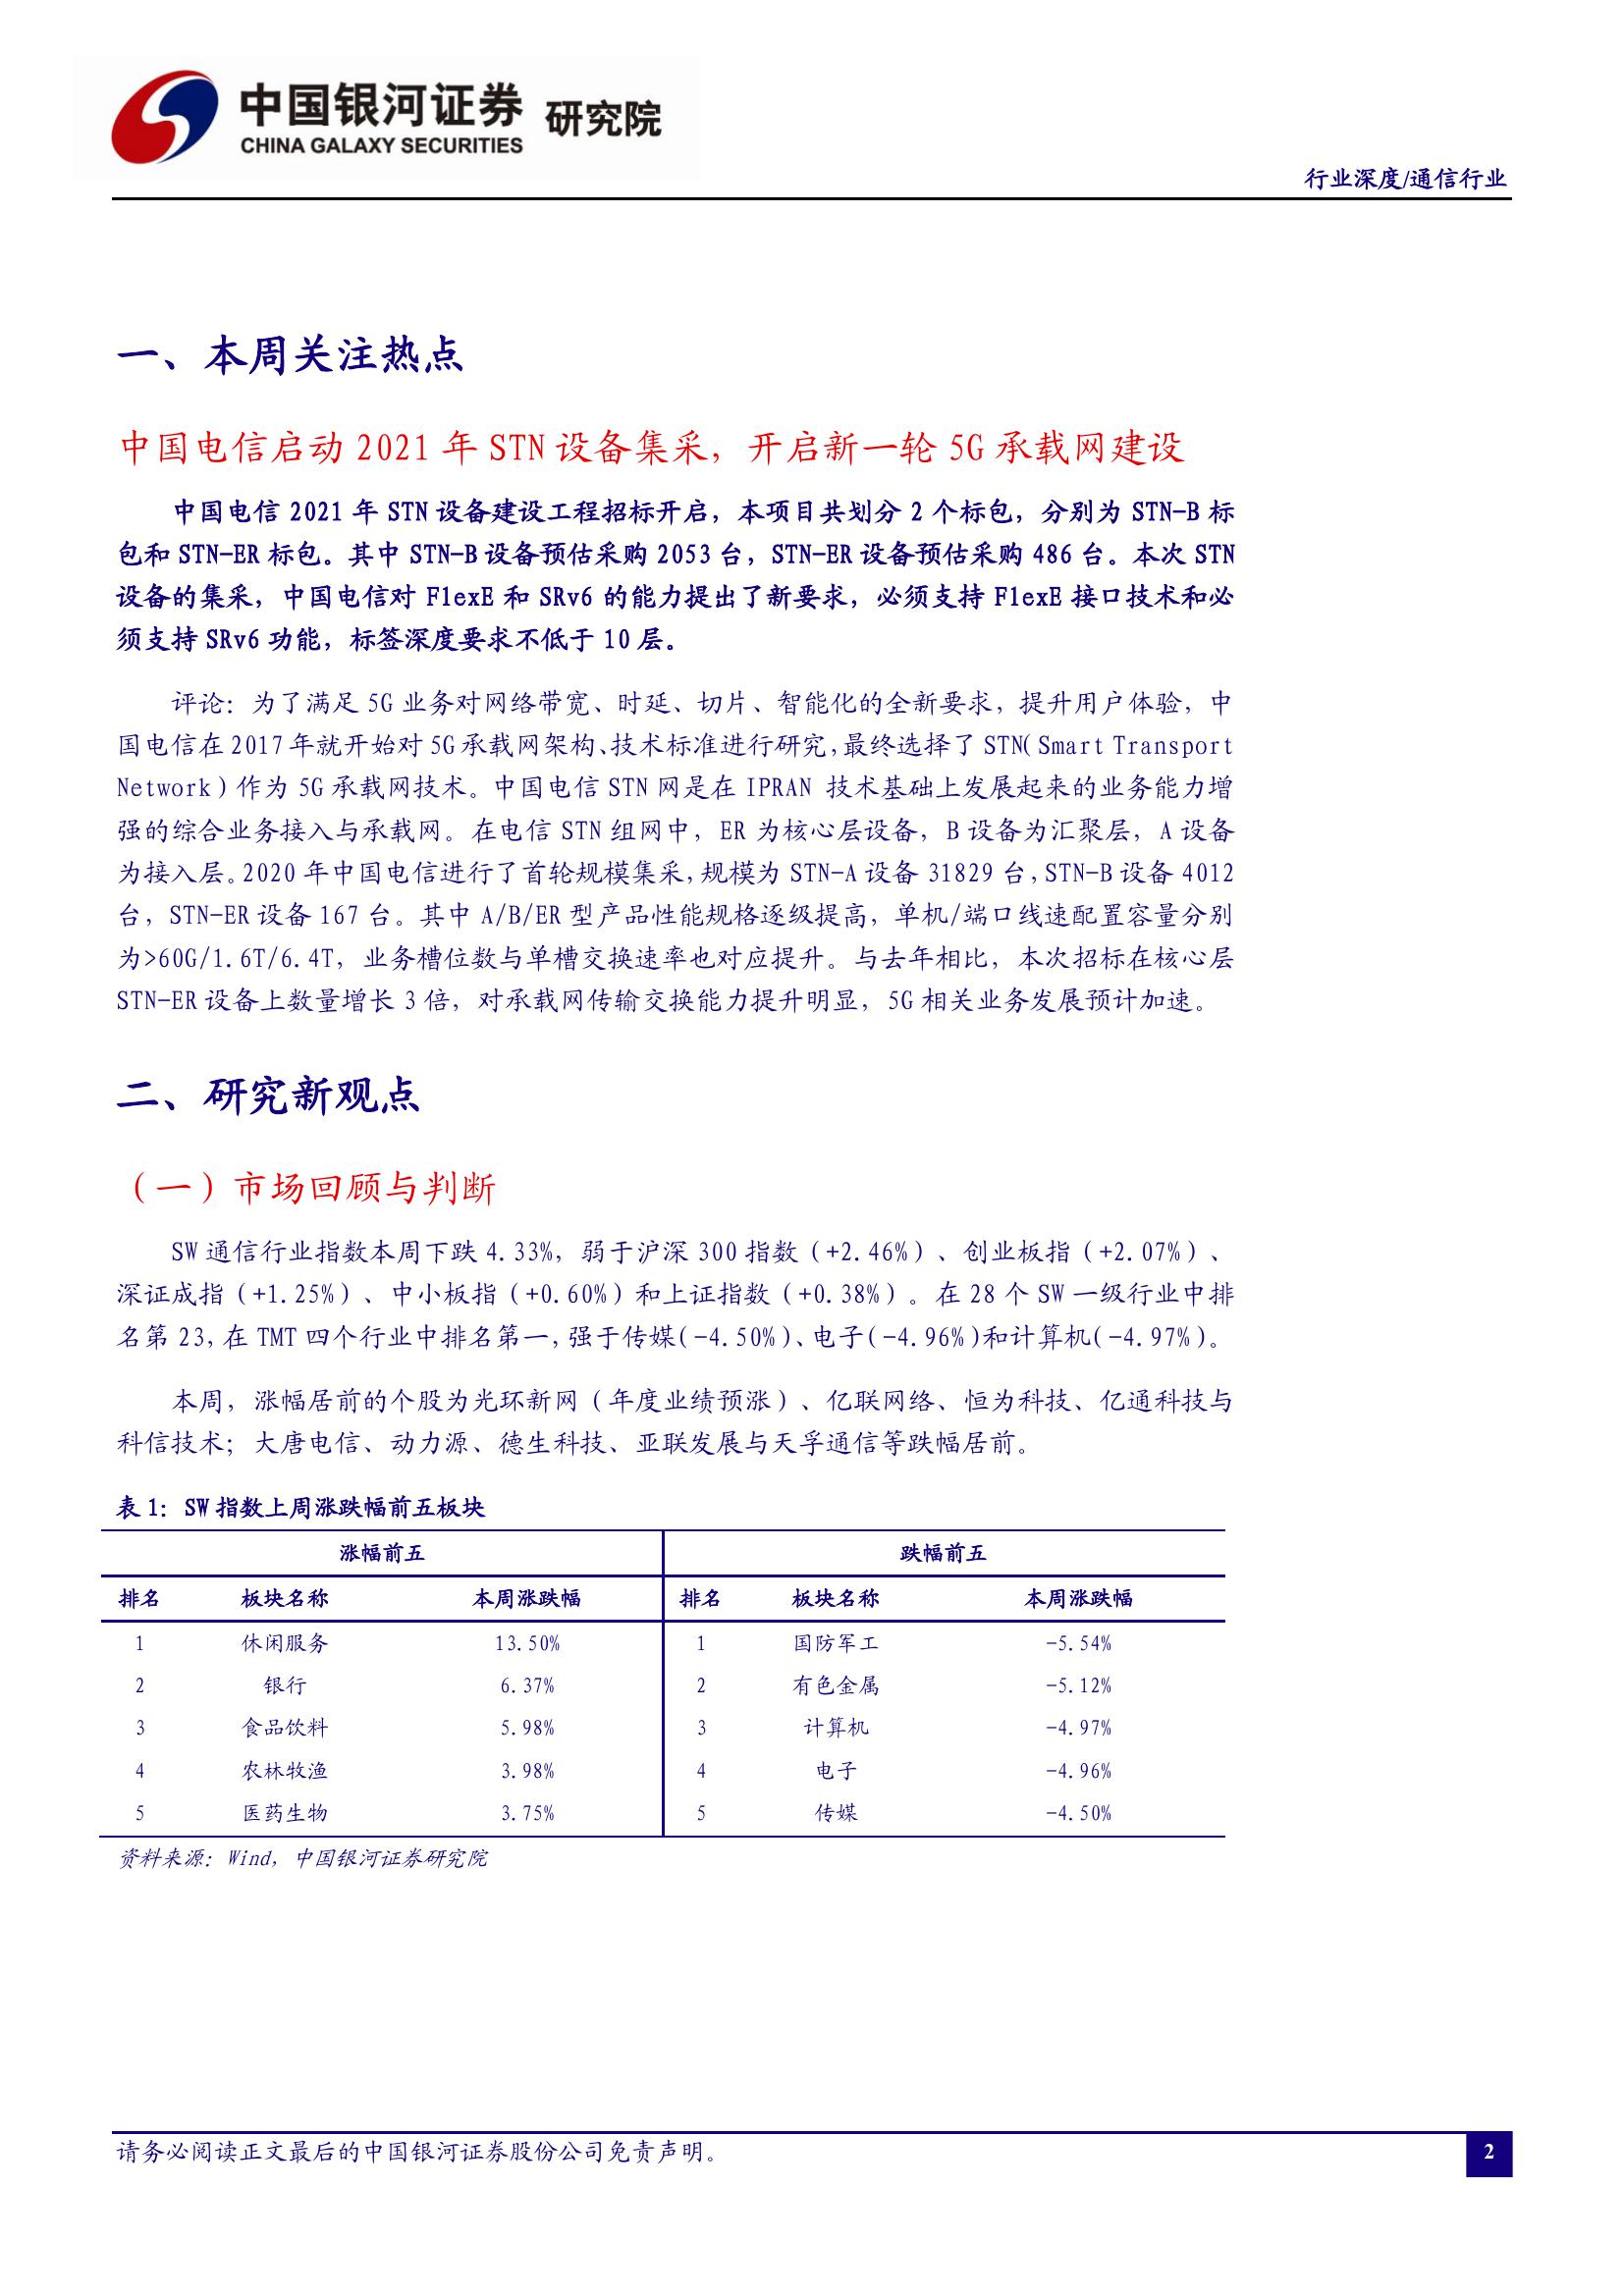 中国银河证券 研究院
CHINA GALAXY SECURITIES
行业深度/通信行业
一、本周关注热点
中国电信启动 2021 年 STN 设备集采，开启新一轮 5G 承载网建设
中国电信 2021 年 STN 设备建设工程招标开启，本项目共划分 2 个标包，分别为 STN-B 标
包和 STN-ER 标包。其中 STN-B 设备预估采购 2053 台，STN-ER 设备预估采购 486 台。本次 STN
设备的集采，中国电信对 FlexE 和 SRv6 的能力提出了新要求，必须支持 FlexE 接口技术和必
须支持 SRv6 功能，标签深度要求不低于 10 层。
评论：为了满足 5G 业务对网络带宽、时延、切片、智能化的全新要求，提升用户体验，中
国电信在 2017 年就开始对 5G 承载网架构、技术标准进行研究，最终选择了 STN（Smart Transport
Network）作为 5G 承载网技术。中国电信 STN 网是在 IPRAN 技术基础上发展起来的业务能力增
强的综合业务接入与承载网。在电信 STN 组网中，ER 为核心层设备，B 设备为汇聚层，A 设备
为接入层。2020 年中国电信进行了首轮规模集采，规模为 STN-A 设备 31829 台，STN-B 设备 4012
台，STN-ER 设备 167 台。其中 A/B/ER 型产品性能规格逐级提高，单机/端口线速配置容量分别
为>60G/1.6T/6.4T，业务槽位数与单槽交换速率也对应提升。与去年相比，本次招标在核心层
STN-ER 设备上数量增长 3 倍，对承载网传输交换能力提升明显，5G 相关业务发展预计加速。
二、研究新观点
（一）市场回顾与判断
SW 通信行业指数本周下跌 4.33%，弱于沪深 300 指数（+2.46%）、创业板指（+2.07%）、
深证成指（+1.25%）、中小板指（+0.60%）和上证指数（+0.38%）。在 28 个 SW 一级行业中排
名第 23，在 TMT 四个行业中排名第一，强于传媒（-4.50%）、电子（-4.96%）和计算机（-4.97%）。
本周，涨幅居前的个股为光环新网（年度业绩预涨）、亿联网络、恒为科技、亿通科技与
科信技术；大唐电信、动力源、德生科技、亚联发展与天孚通信等跌幅居前。
表 1：SW 指数上周涨跌幅前五板块
涨幅前五 跌幅前五
排名 板块名称 本周涨跌幅 排名 板块名称 本周涨跌幅
1 休闲服务 13.50% 1 国防军工 -5.54%
2 银行 6.37% 2 有色金属 -5.12%
3 食品饮料 5.98% 3 计算机 -4.97%
4 农林牧渔 3.98% 4 电子 -4.96%
5 医药生物 3.75% 5 传媒 -4.50%
资料来源：Wind，中国银河证券研究院
请务必阅读正文最后的中国银河证券股份公司免责声明。
2